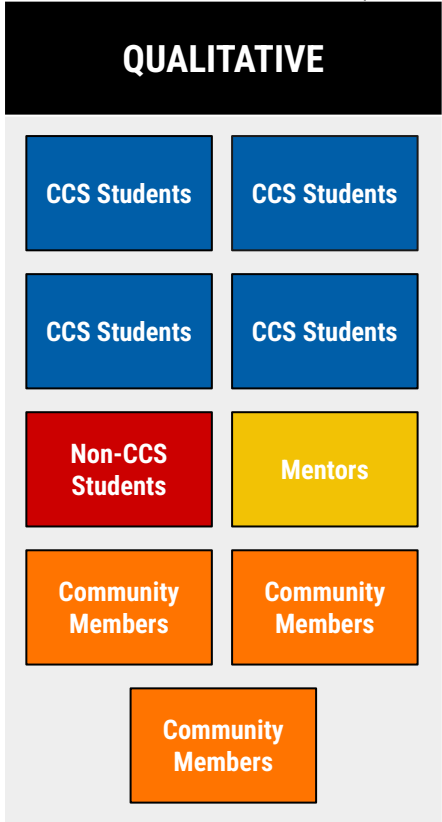 QUALITATIVE
CCS Students
CCS Students
CCS Students
CCS Students
Non-CCS
Students
Mentors
Community
Members
Community
Members
Community
Members